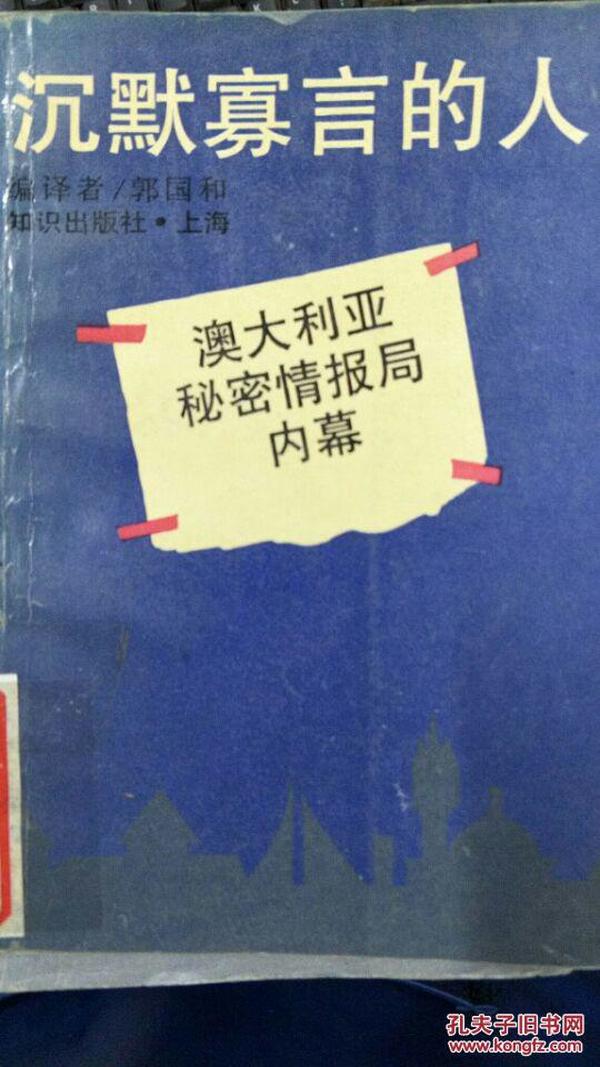 沉默寡言的人
编译者/郭国和
知识出版社·上海
澳大利亚
秘密情报局
内幕
孔夫子旧书网
www.kongfz.com